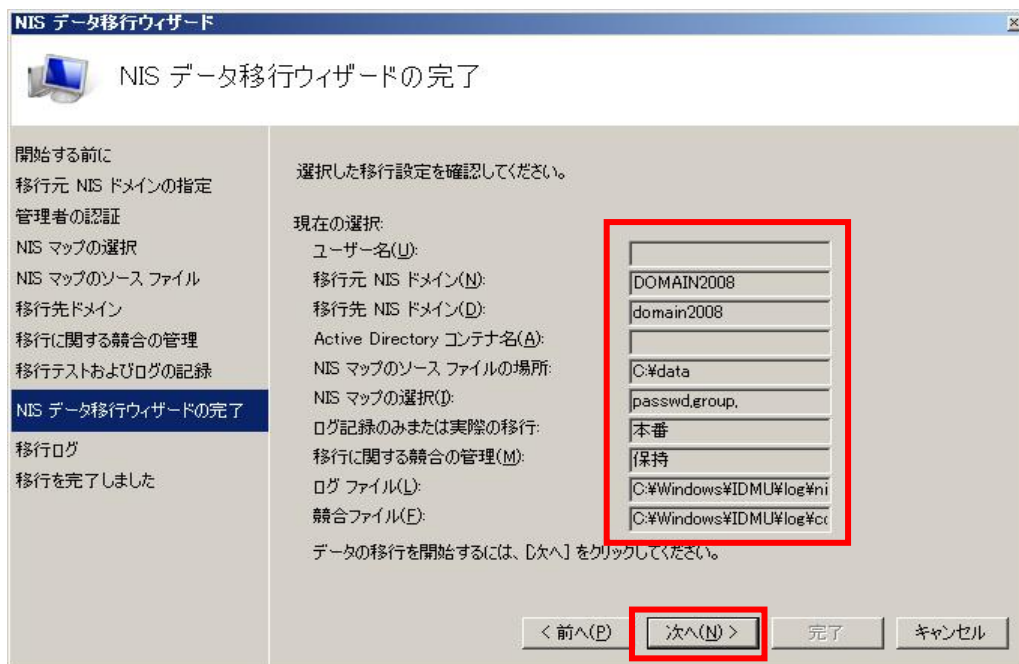 NIS データ移行ウィザード
NIS データ移行ウィザードの完了
開始する前に
移行元 NIS ドメインの指定
管理者の認証
NIS マップの選択
NIS マップのソース ファイル
移行先ドメイン
移行に関する競合の管理
移行テストおよびログの記録
NIS データ移行ウィザードの完了
移行ログ
移行を完了しました
選択した移行設定を確認してください。
現在の選択:
ユーザー名(U):
移行元 NIS ドメイン(N): DOMAIN2008
移行先 NIS ドメイン(D): domain2008
Active Directory コンテナ名(A):
NIS マップのソース ファイルの場所: C:¥data
NIS マップの選択(I): passwd,group,
ログ記録のみまたは実際の移行: 本番
移行に関する競合の管理(M): 保持
ログ ファイル(L): C:¥Windows¥IDMU¥log¥ni
競合ファイル(F): C:¥Windows¥IDMU¥log¥co
データの移行を開始するには、[次へ] をクリックしてください。
< 前へ(P) 次へ(N) > 完了 キャンセル